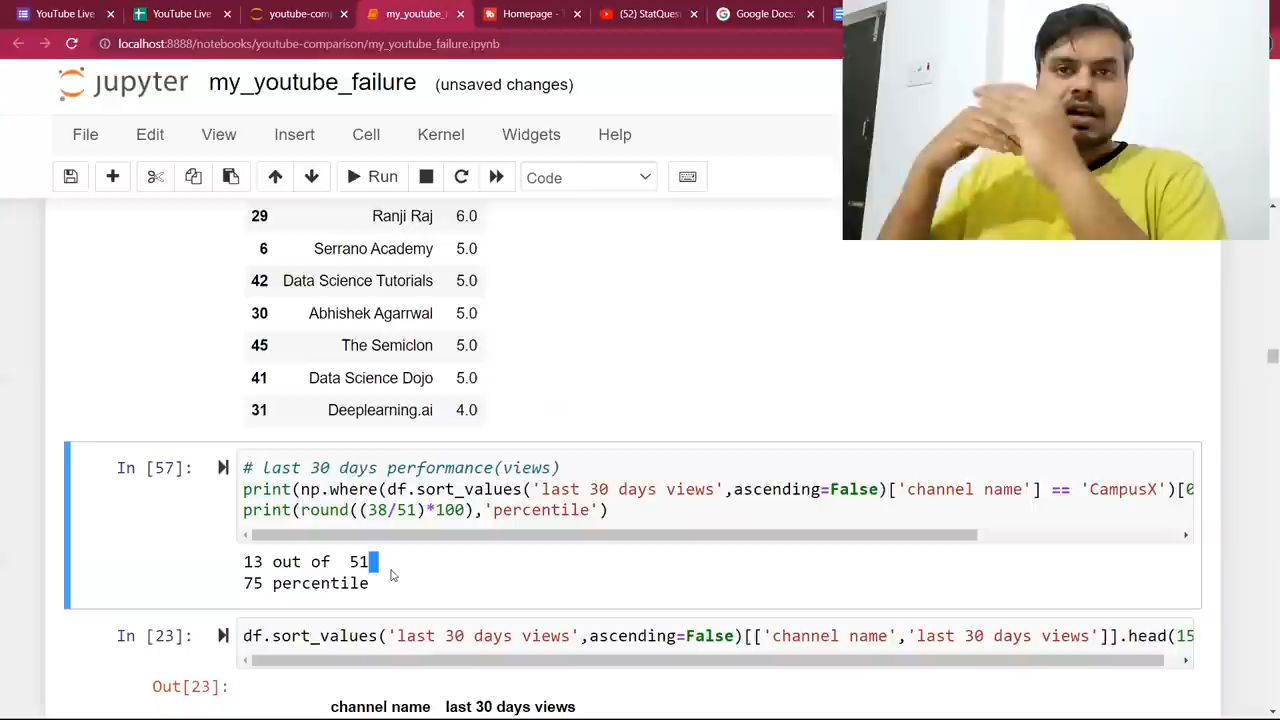 YouTube Live
YouTube Live
youtube-com
my_youtube_
Homepage - T
(52) StatQues
Google Docs:
localhost:8888/notebooks/youtube-comparison/my_youtube_failure.ipynb
jupyter my_youtube_failure (unsaved changes)
File Edit View Insert Cell Kernel Widgets Help
Run Code
29 Ranji Raj 6.0
6 Serrano Academy 5.0
42 Data Science Tutorials 5.0
30 Abhishek Agarrwal 5.0
45 The Semiclon 5.0
41 Data Science Dojo 5.0
31 Deeplearning.ai 4.0
In [57]: # last 30 days performance(views)
print(np.where(df.sort_values('last 30 days views',ascending=False)['channel name'] == 'CampusX')[0
print(round((38/51)*100),'percentile')
13 out of 51
75 percentile
In [23]: df.sort_values('last 30 days views',ascending=False)[['channel name','last 30 days views']].head(15
Out[23]:
channel name last 30 days views